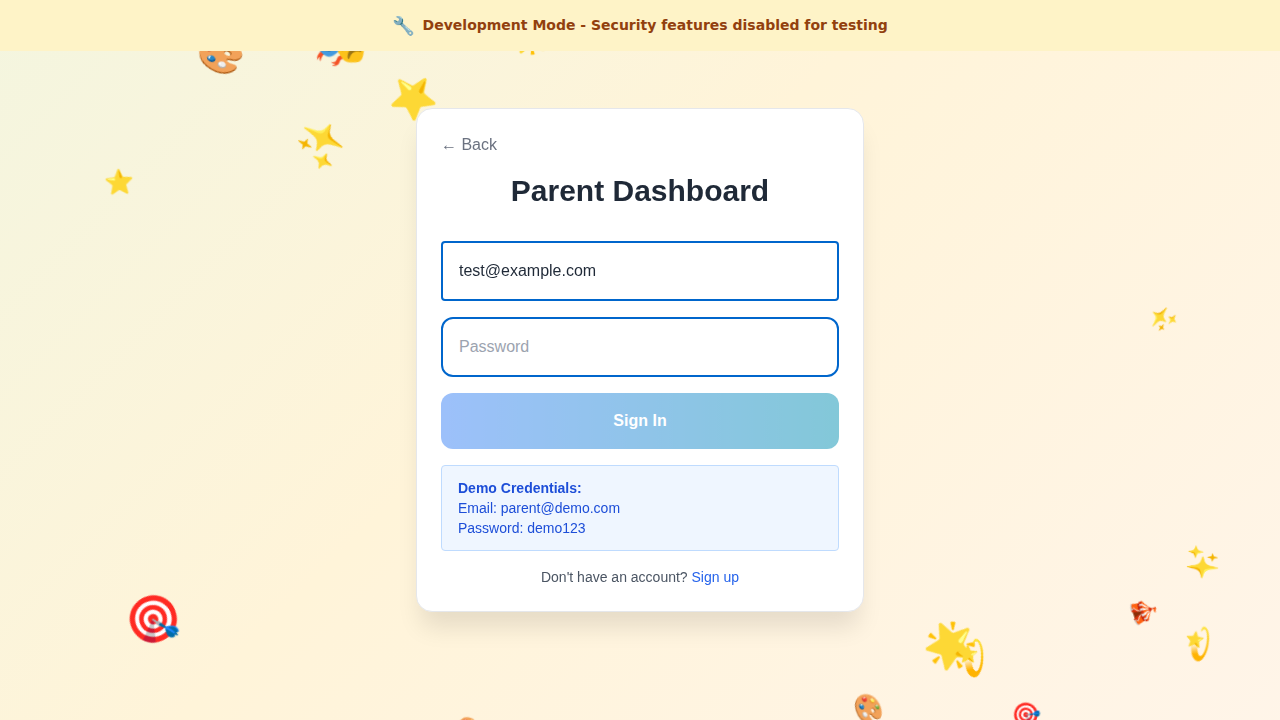 Development Mode - Security features disabled for testing
← Back
Parent Dashboard
test@example.com
Password
Sign In
Demo Credentials:
Email: parent@demo.com
Password: demo123
Don't have an account? Sign up